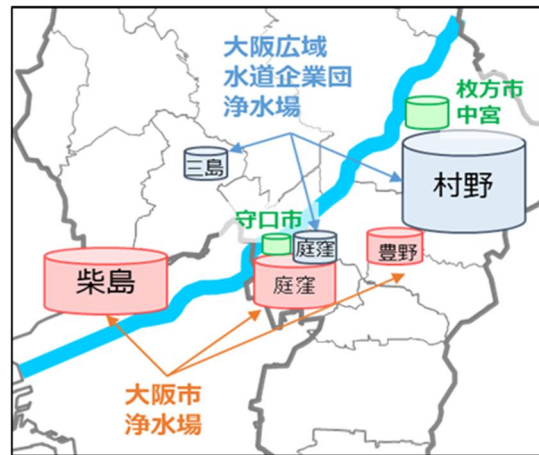 大阪広域
水道企業団
浄水場
枚方市
中宮
三島
村野
守口市
庭窪
豊野
柴島
庭窪
大阪市
浄水場